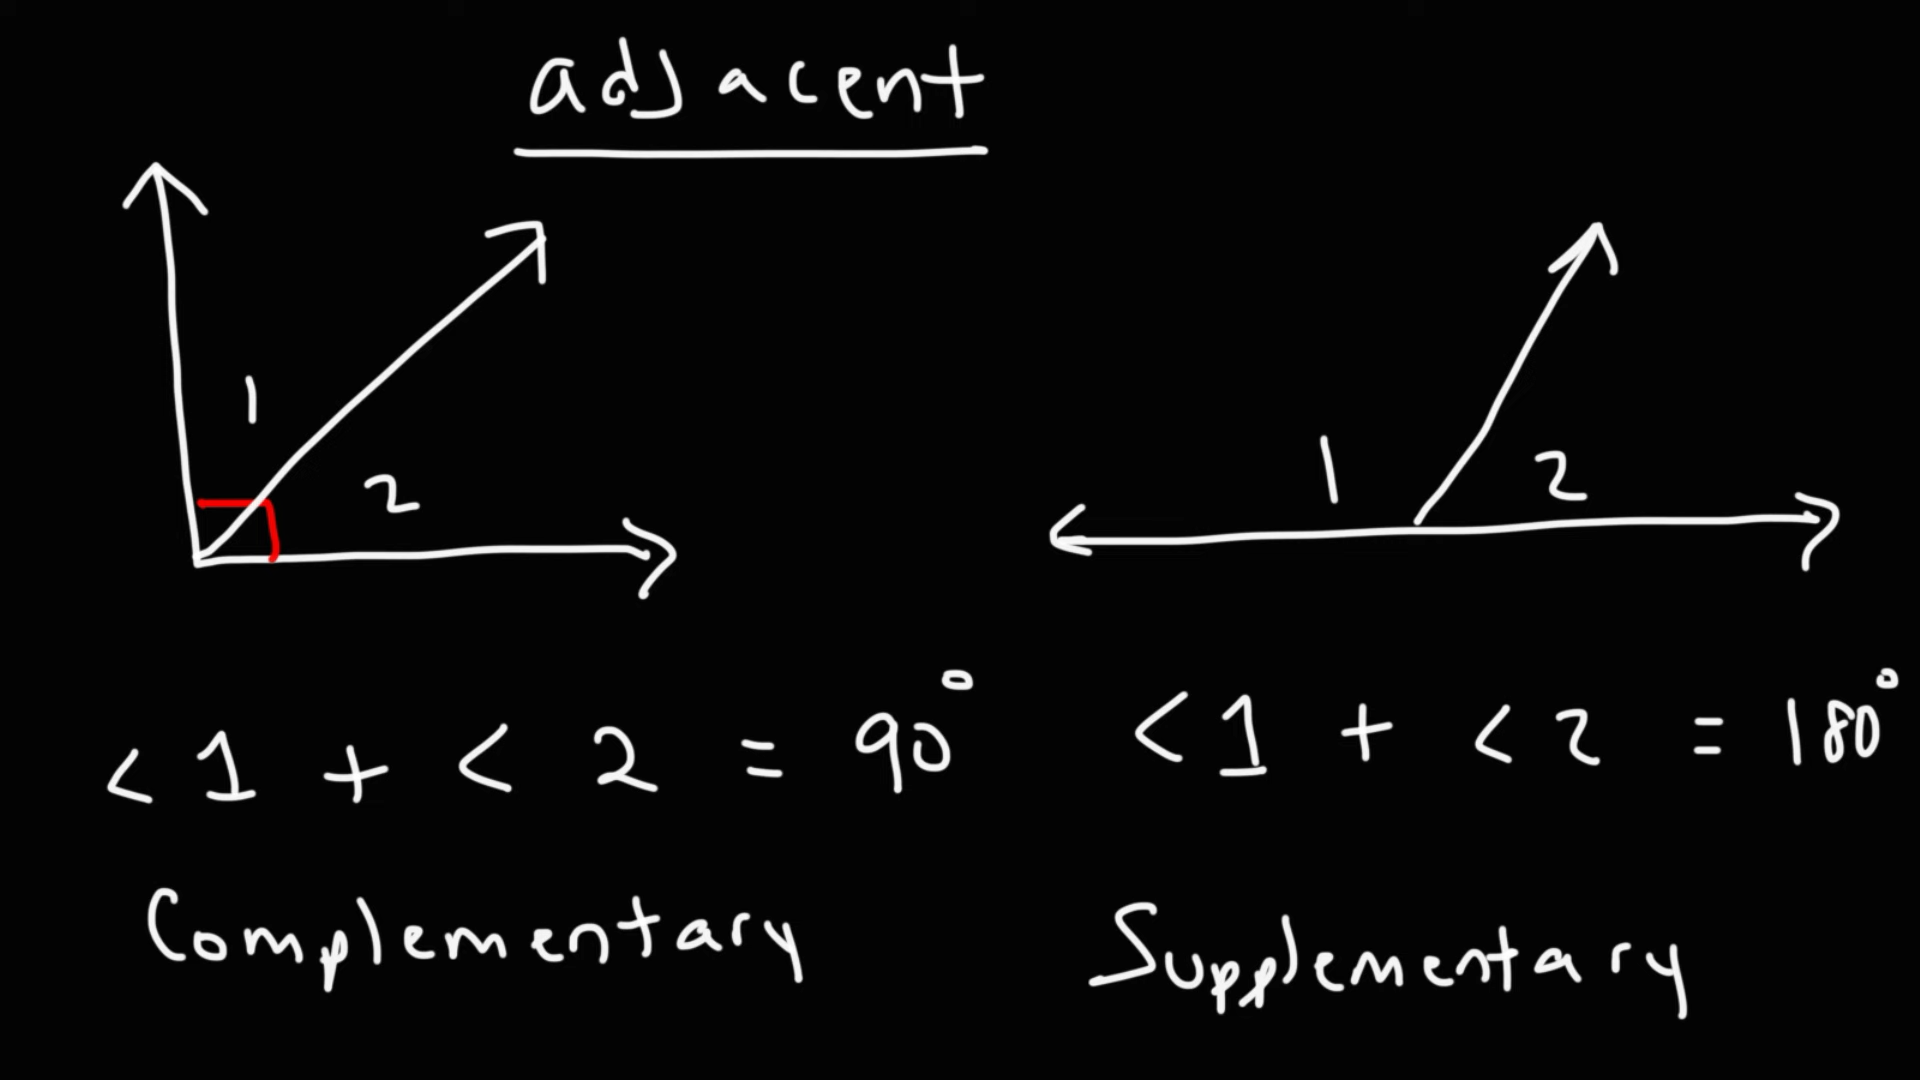 adjacent
1
2
1
2
<1 + <2 = 90°
<1 + <2 = 180°
Complementary
Supplementary